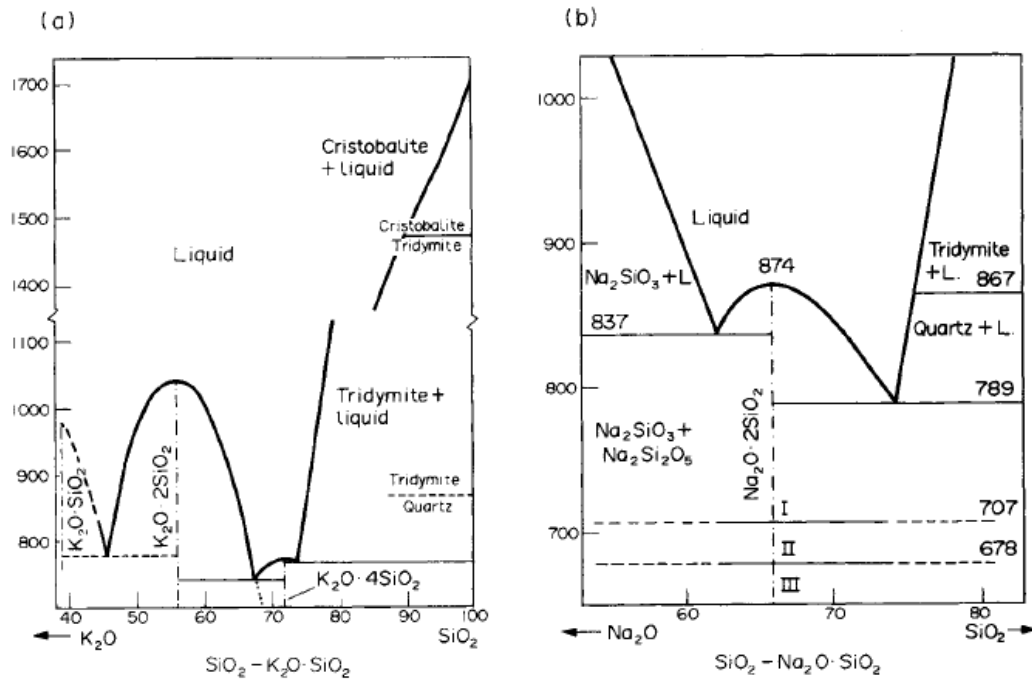 (a)
1700
1600
1500
1400
1100
1000
900
800
Cristobalite
+ liquid
Cristobalite
Tridymite
Liquid
Tridymite +
liquid
Tridymite
Quartz
K₂O·SiO₂
K₂O·2SiO₂
K₂O·4SiO₂
40 50 60 70 80 90 100
K₂O SiO₂
SiO₂ – K₂O·SiO₂
(b)
1000
900
800
700
Liquid
874
Na₂SiO₃+L
837
Tridymite
+L.
867
Quartz + L.
789
Na₂SiO₃+
Na₂Si₂O₅
Na₂O·2SiO₂
I
707
II
678
III
60 70 80
Na₂O SiO₂
SiO₂ – Na₂O·SiO₂